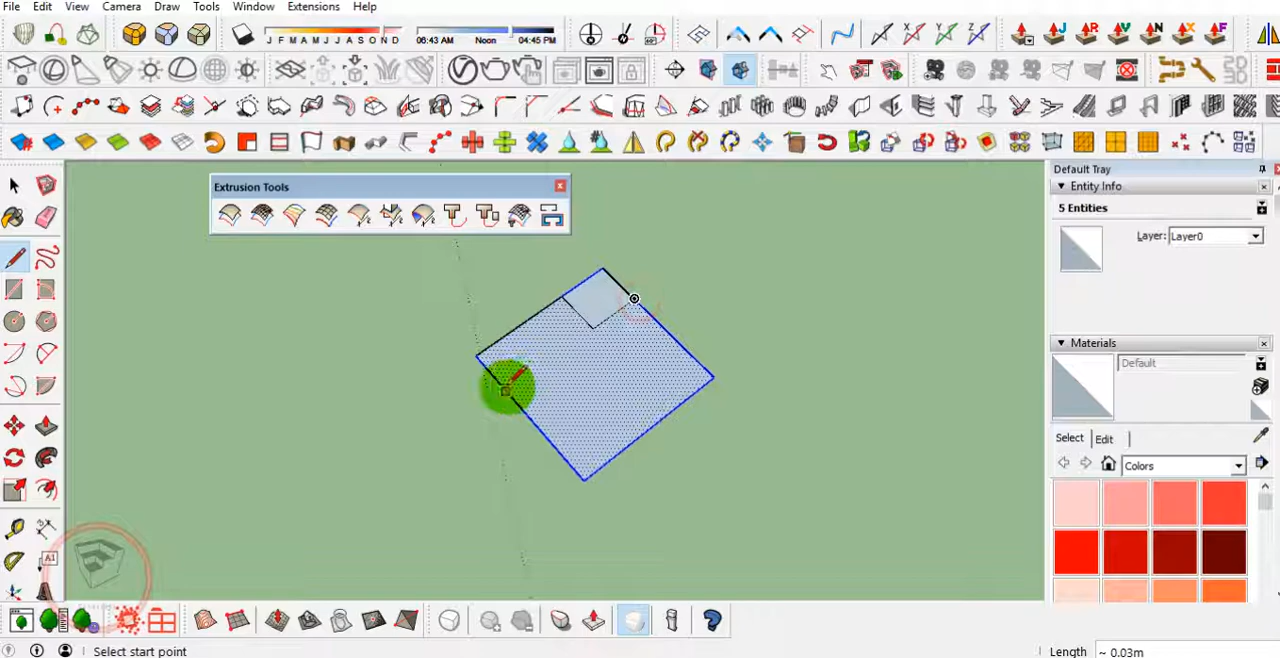 File Edit View Camera Draw Tools Window Extensions Help
J F M A M J J A S O N D 06:43 AM Noon 04:45 PM
J R V N X F
Extrusion Tools
Default Tray
Entity Info
5 Entities
Layer: Layer0
Materials
Default
Select Edit
Colors
A1
Select start point
Length ~ 0.03m